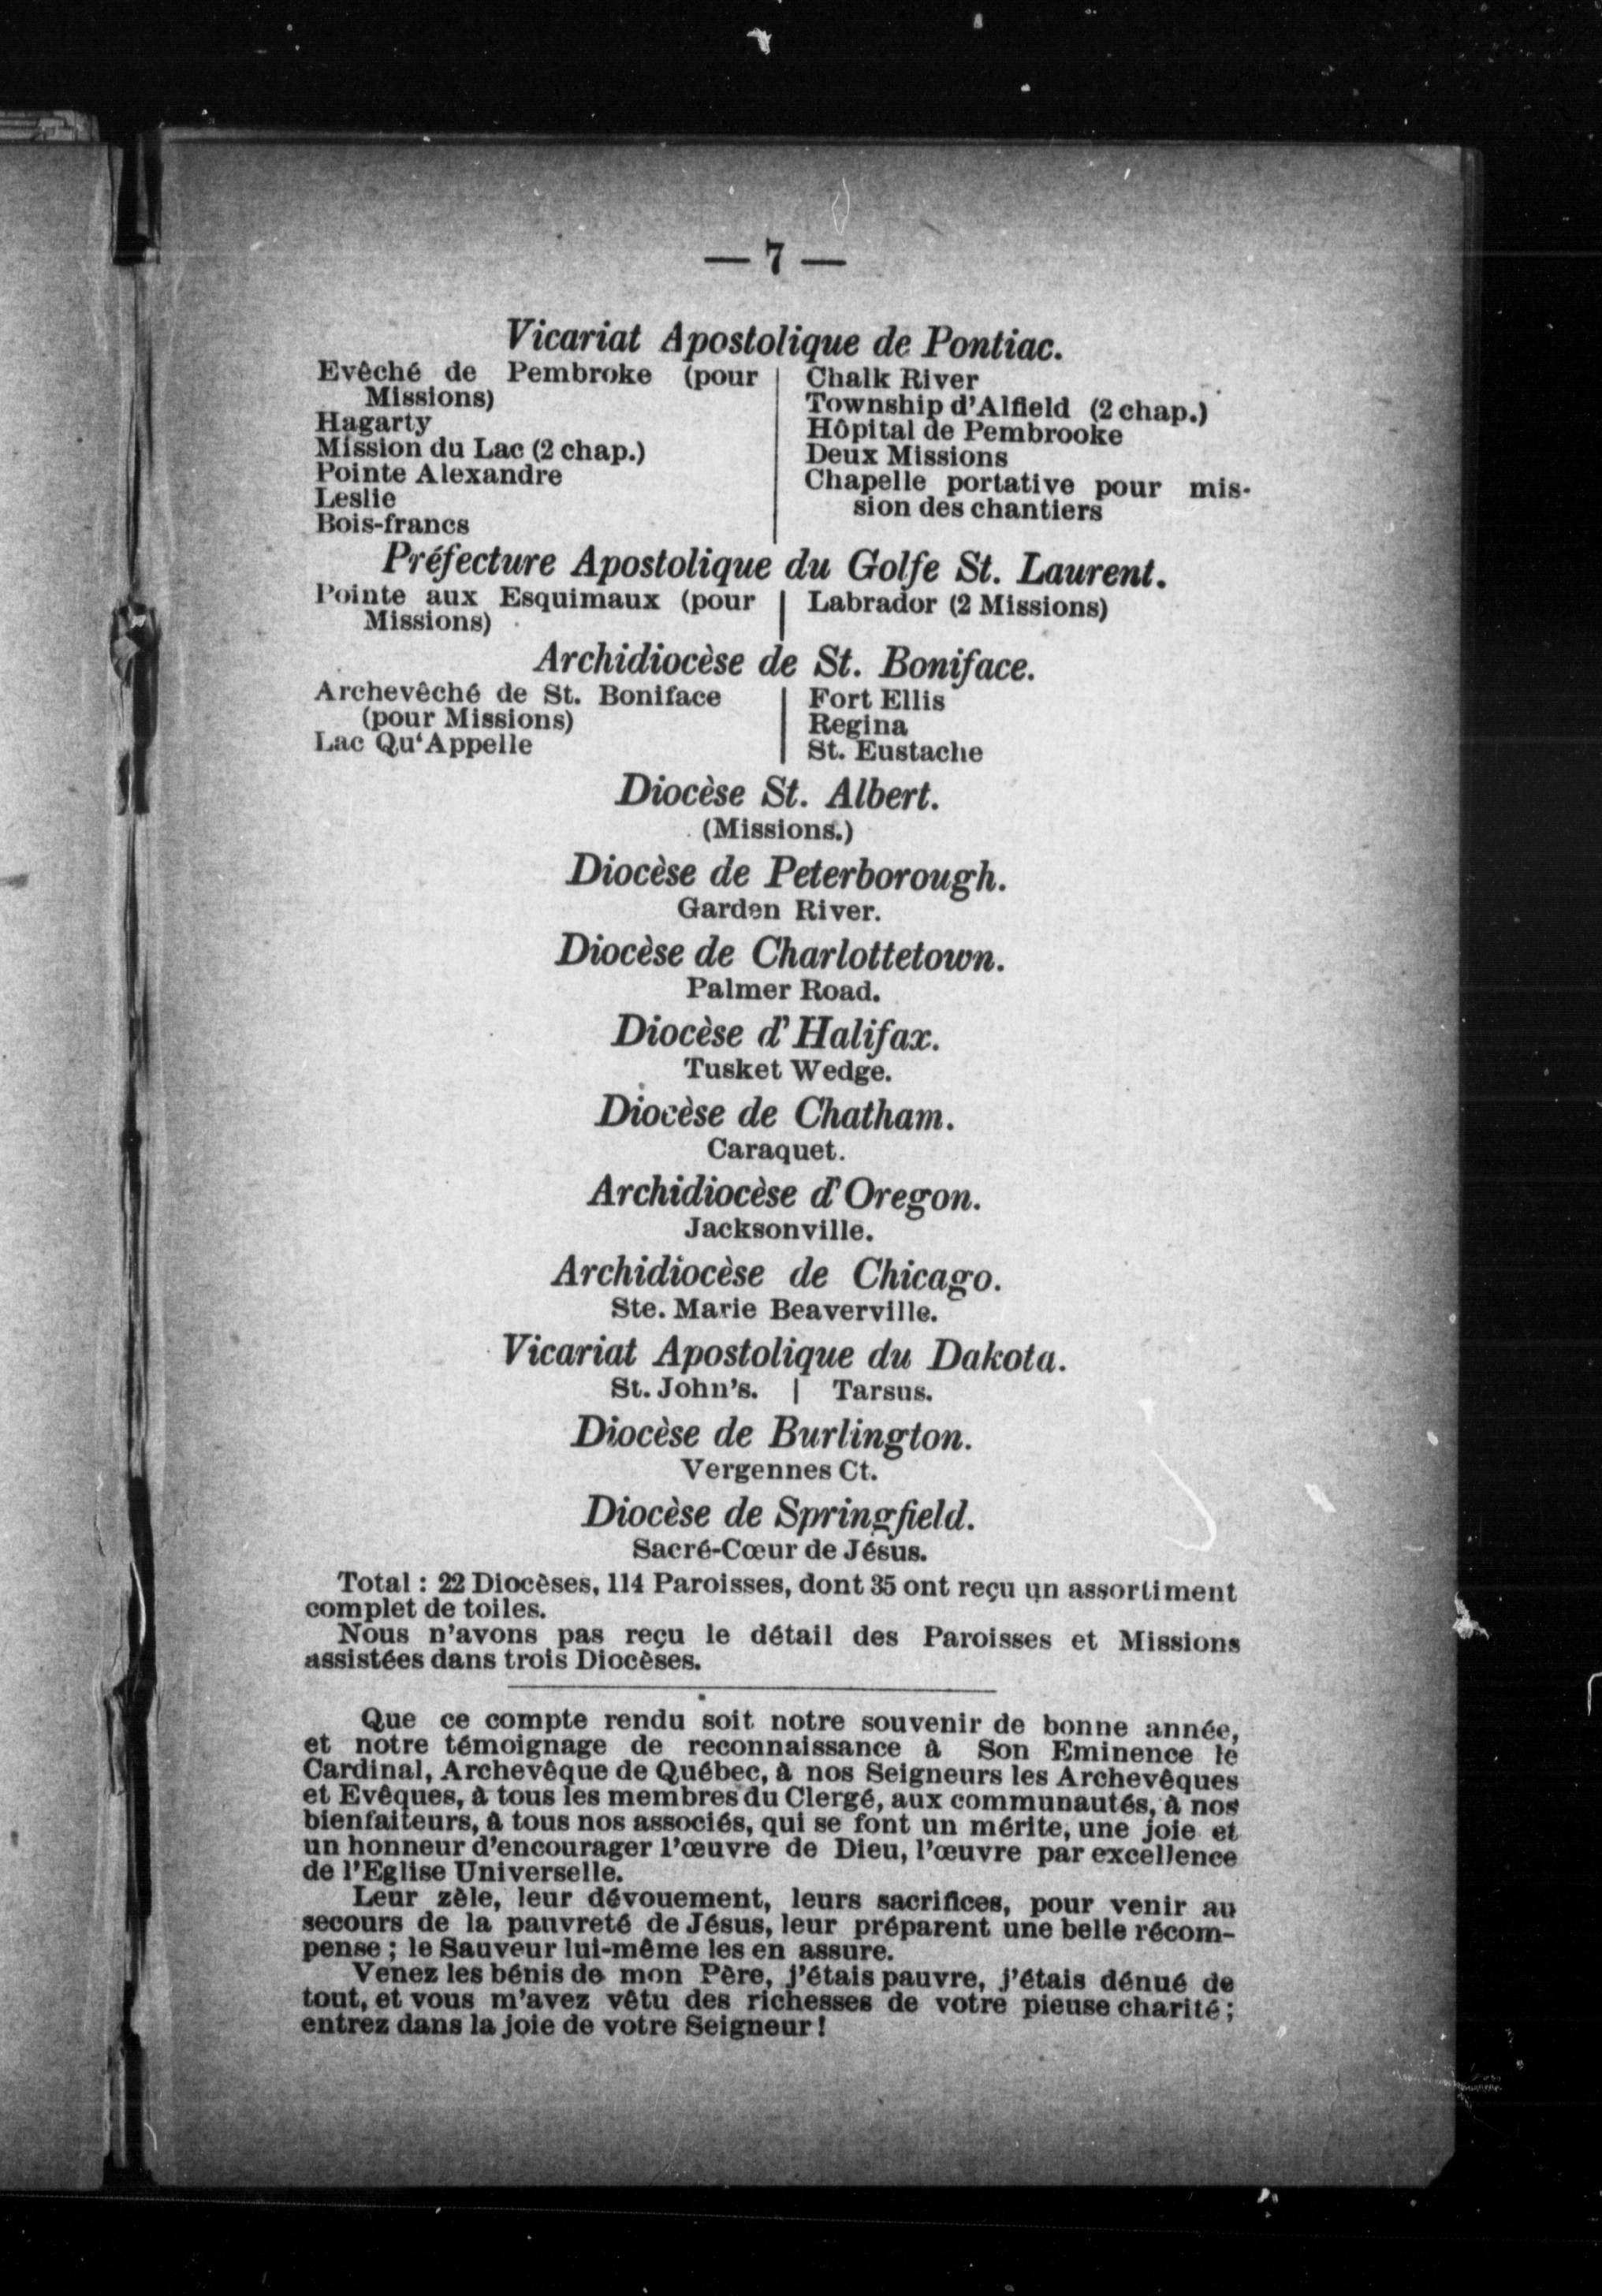 — 7 —
Vicariat Apostolique de Pontiac.
Evêché de Pembroke (pour
Missions)
Hagarty
Mission du Lac (2 chap.)
Pointe Alexandre
Leslie
Bois-francs
Chalk River
Township d'Alfield (2 chap.)
Hôpital de Pembrooke
Deux Missions
Chapelle portative pour mis-
sion des chantiers
Préfecture Apostolique du Golfe St. Laurent.
Pointe aux Esquimaux (pour
Missions)
Labrador (2 Missions)
Archidiocèse de St. Boniface.
Archevêché de St. Boniface
(pour Missions)
Lac Qu‘Appelle
Fort Ellis
Regina
St. Eustache
Diocèse St. Albert.
(Missions.)
Diocèse de Peterborough.
Garden River.
Diocèse de Charlottetown.
Palmer Road.
Diocèse d'Halifax.
Tusket Wedge.
Diocèse de Chatham.
Caraquet.
Archidiocèse d'Oregon.
Jacksonville.
Archidiocèse de Chicago.
Ste. Marie Beaverville.
Vicariat Apostolique du Dakota.
St. John's. | Tarsus.
Diocèse de Burlington.
Vergennes Ct.
Diocèse de Springfield.
Sacré-Cœur de Jésus.
Total : 22 Diocèses, 114 Paroisses, dont 35 ont reçu un assortiment
complet de toiles.
Nous n'avons pas reçu le détail des Paroisses et Missions
assistées dans trois Diocèses.
Que ce compte rendu soit notre souvenir de bonne année,
et notre témoignage de reconnaissance à Son Eminence le
Cardinal, Archevêque de Québec, à nos Seigneurs les Archevêques
et Evêques, à tous les membres du Clergé, aux communautés, à nos
bienfaiteurs, à tous nos associés, qui se font un mérite, une joie et
un honneur d'encourager l'œuvre de Dieu, l'œuvre par excellence
de l'Eglise Universelle.
Leur zèle, leur dévouement, leurs sacrifices, pour venir au
secours de la pauvreté de Jésus, leur préparent une belle récom-
pense ; le Sauveur lui-même les en assure.
Venez les bénis de mon Père, j'étais pauvre, j'étais dénué de
tout, et vous m'avez vêtu des richesses de votre pieuse charité ;
entrez dans la joie de votre Seigneur !